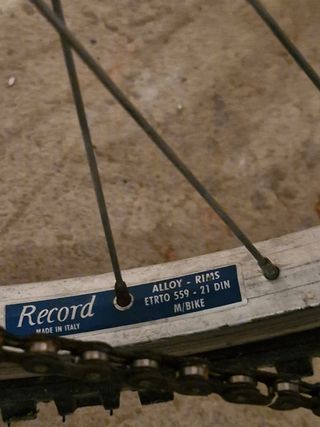 Record
MADE IN ITALY
ALLOY - RIMS
ETRTO 559 - 21 DIN
M/BIKE